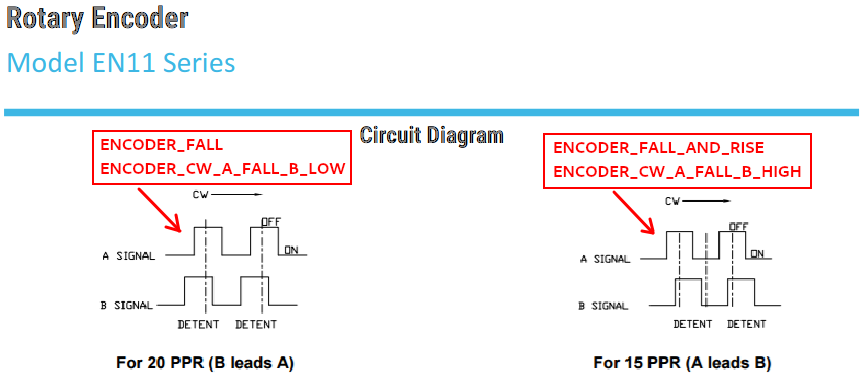 Rotary Encoder
Model EN11 Series
Circuit Diagram
ENCODER_FALL
ENCODER_CW_A_FALL_B_LOW
CW
OFF
ON
A SIGNAL
B SIGNAL
DETENT DETENT
For 20 PPR (B leads A)
ENCODER_FALL_AND_RISE
ENCODER_CW_A_FALL_B_HIGH
CW
OFF
ON
A SIGNAL
B SIGNAL
DETENT DETENT
For 15 PPR (A leads B)